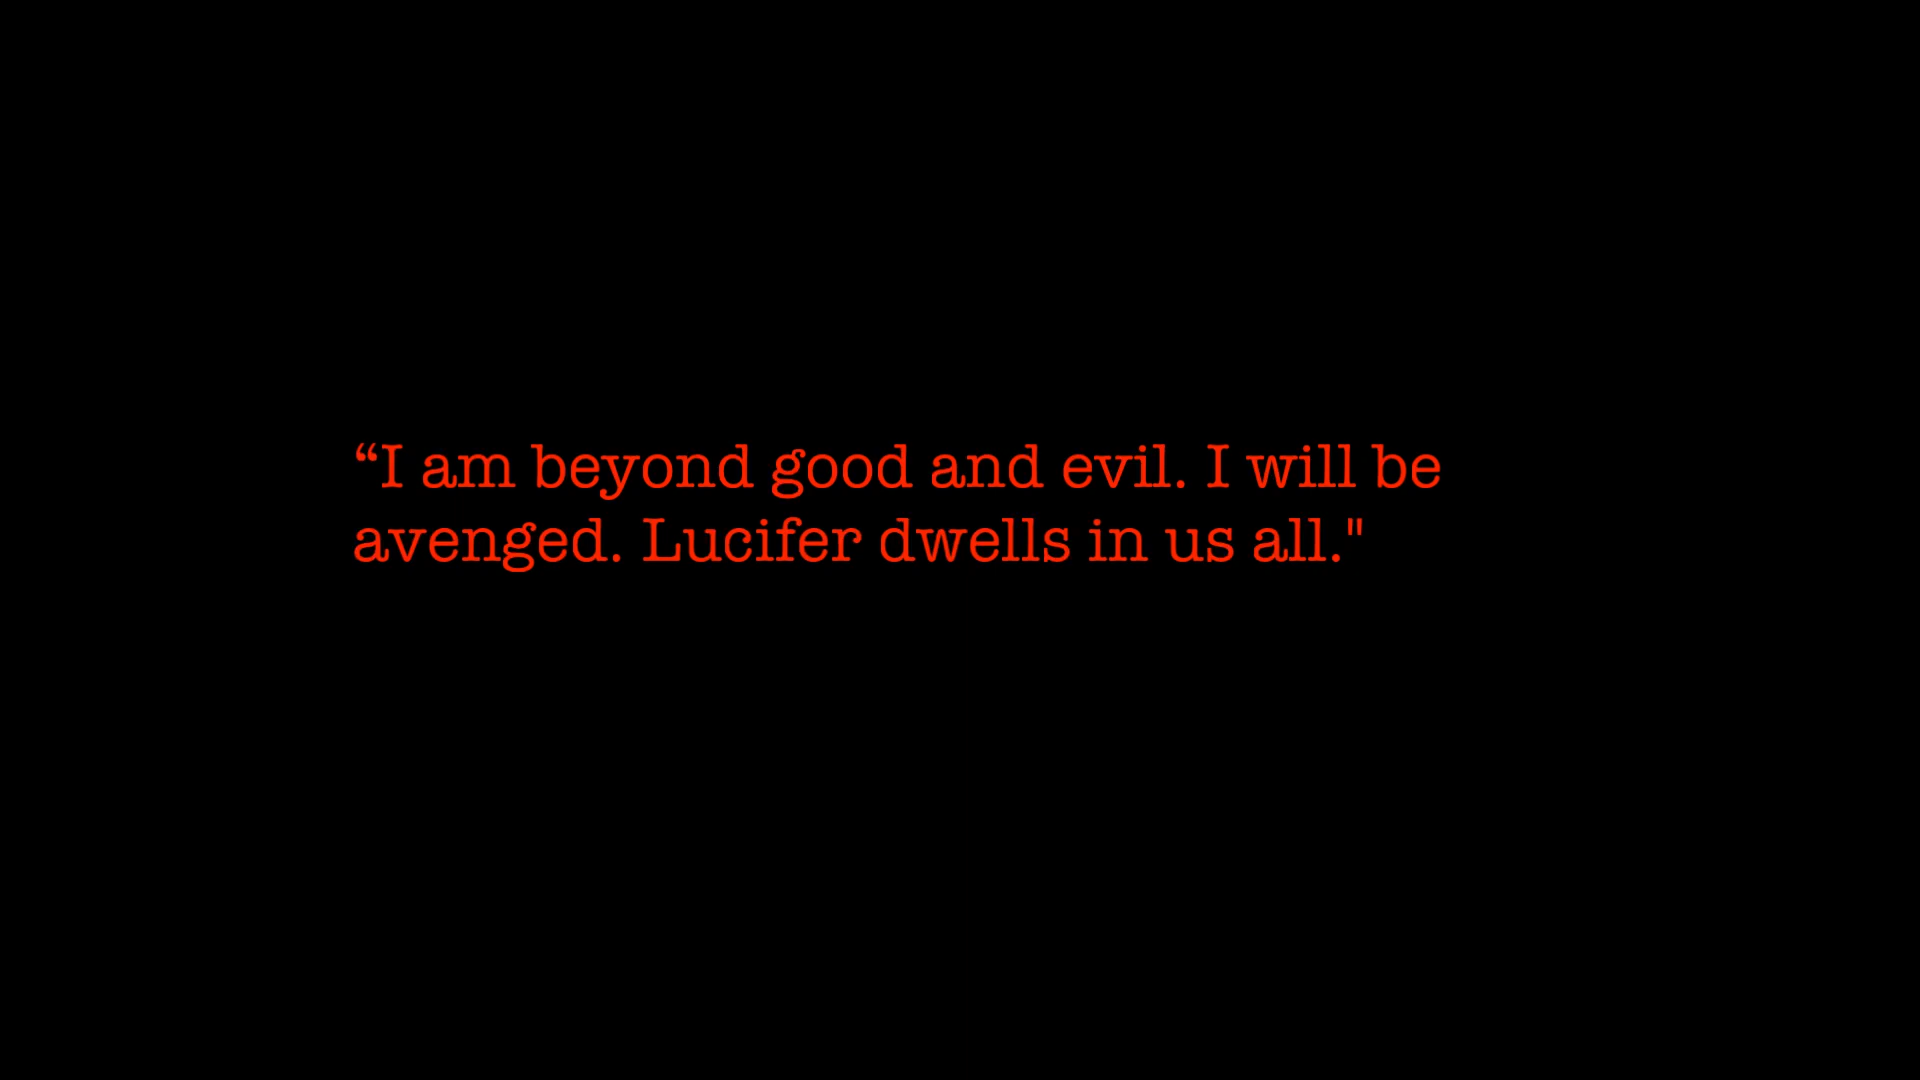 “I am beyond good and evil. I will be
avenged. Lucifer dwells in us all."